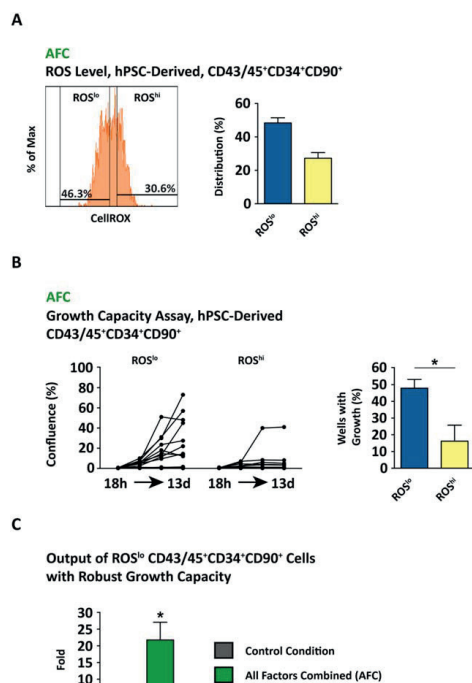 A
AFC
ROS Level, hPSC-Derived, CD43/45⁺CD34⁺CD90⁺
ROSˡᵒ ROSʰⁱ
% of Max
46.3% 30.6%
CellROX
Distribution (%)
60
40
20
0
ROSˡᵒ ROSʰⁱ
B
AFC
Growth Capacity Assay, hPSC-Derived
CD43/45⁺CD34⁺CD90⁺
ROSˡᵒ ROSʰⁱ
Confluence (%)
100
80
60
40
20
0
18h → 13d 18h → 13d
*
Wells with
Growth (%)
60
50
40
30
20
10
0
ROSˡᵒ ROSʰⁱ
C
Output of ROSˡᵒ CD43/45⁺CD34⁺CD90⁺ Cells
with Robust Growth Capacity
Fold
30
25
20
15
10
*
Control Condition
All Factors Combined (AFC)